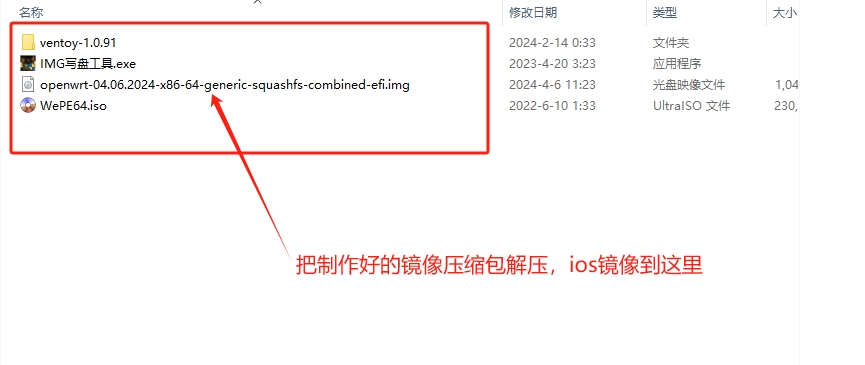 名称 修改日期 类型 大小
ventoy-1.0.91 2024-2-14 0:33 文件夹
IMG写盘工具.exe 2023-4-20 3:23 应用程序
openwrt-04.06.2024-x86-64-generic-squashfs-combined-efi.img 2024-4-6 11:23 光盘映像文件 1,04
WePE64.iso 2022-6-10 1:33 UltraISO 文件 230,
把制作好的镜像压缩包解压，ios镜像到这里